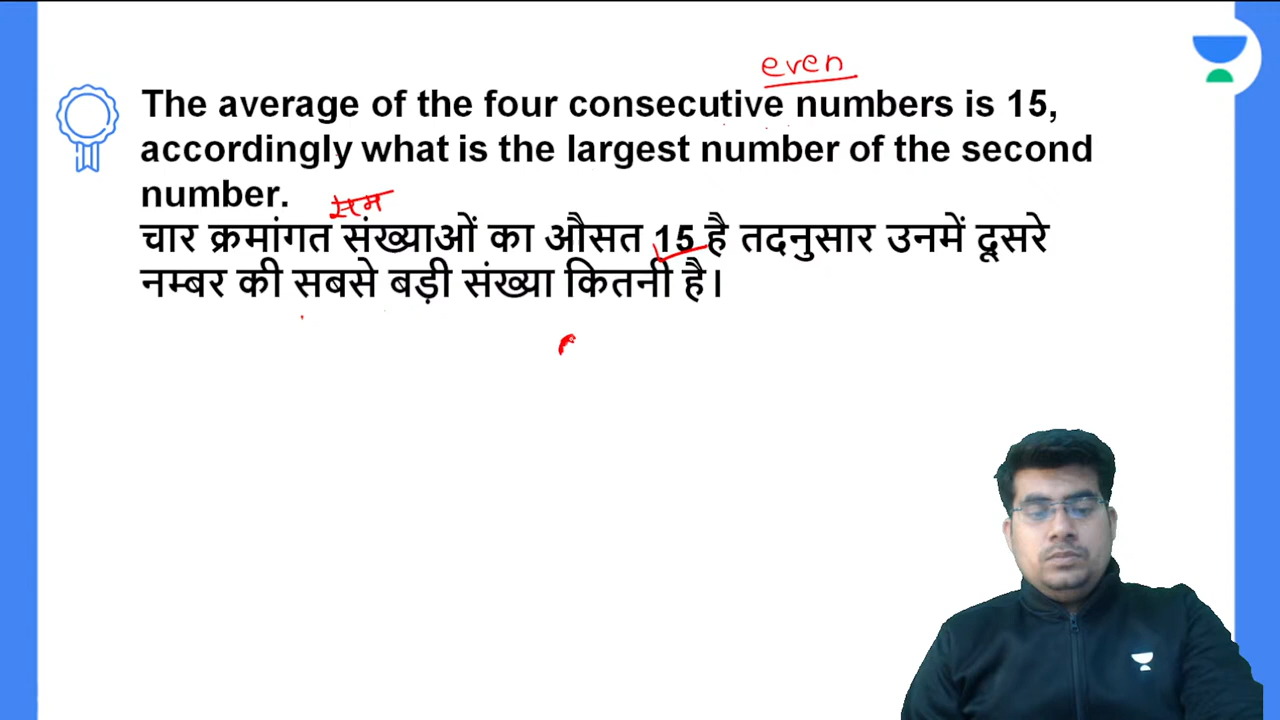 even
The average of the four consecutive numbers is 15,
accordingly what is the largest number of the second
number.
सम
चार क्रमांगत संख्याओं का औसत 15 है तदनुसार उनमें दूसरे
नम्बर की सबसे बड़ी संख्या कितनी है।